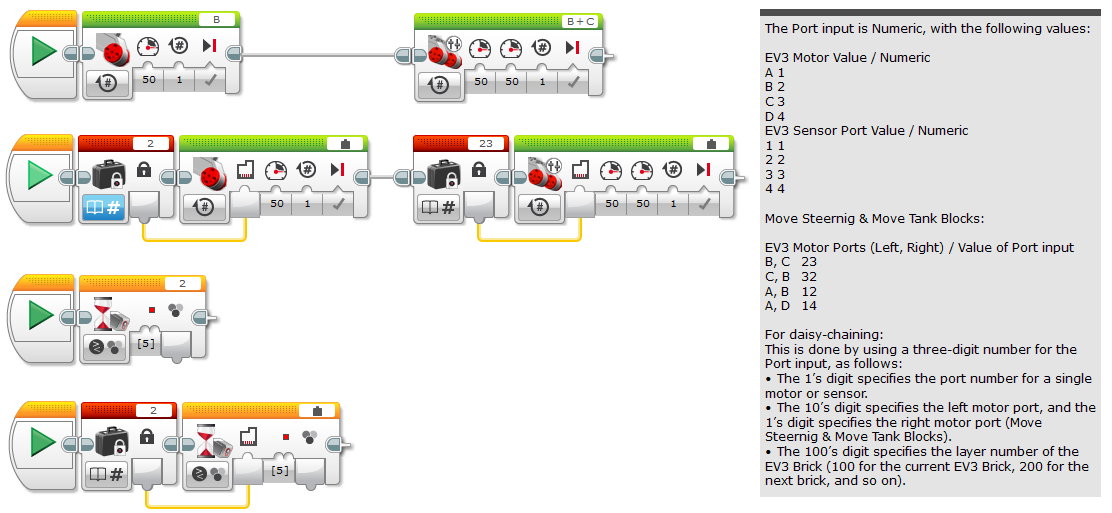 B
B+C
#
#
50 1
#
#
50 50 1
2
23
#
#
#
50 1
#
#
#
50 50 1
2
[5]
2
#
[5]
The Port input is Numeric, with the following values:
EV3 Motor Value / Numeric
A 1
B 2
C 3
D 4
EV3 Sensor Port Value / Numeric
1 1
2 2
3 3
4 4
Move Steernig & Move Tank Blocks:
EV3 Motor Ports (Left, Right) / Value of Port input
B, C 23
C, B 32
A, B 12
A, D 14
For daisy-chaining:
This is done by using a three-digit number for the
Port input, as follows:
• The 1’s digit specifies the port number for a single
motor or sensor.
• The 10’s digit specifies the left motor port, and the
1’s digit specifies the right motor port (Move
Steernig & Move Tank Blocks).
• The 100’s digit specifies the layer number of the
EV3 Brick (100 for the current EV3 Brick, 200 for the
next brick, and so on).